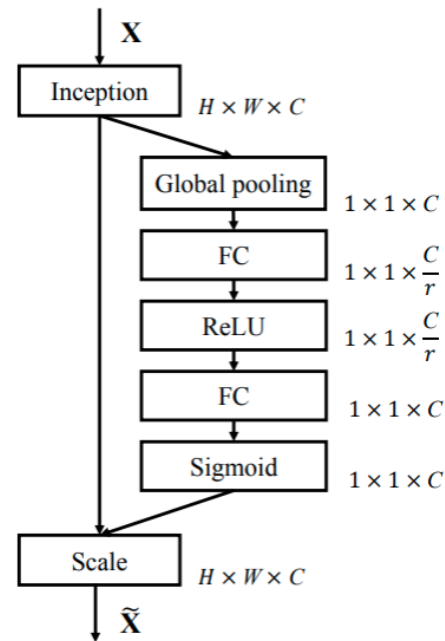 X
Inception
H × W × C
Global pooling
1 × 1 × C
FC
1 × 1 × C/r
ReLU
1 × 1 × C/r
FC
1 × 1 × C
Sigmoid
1 × 1 × C
Scale
H × W × C
X̃